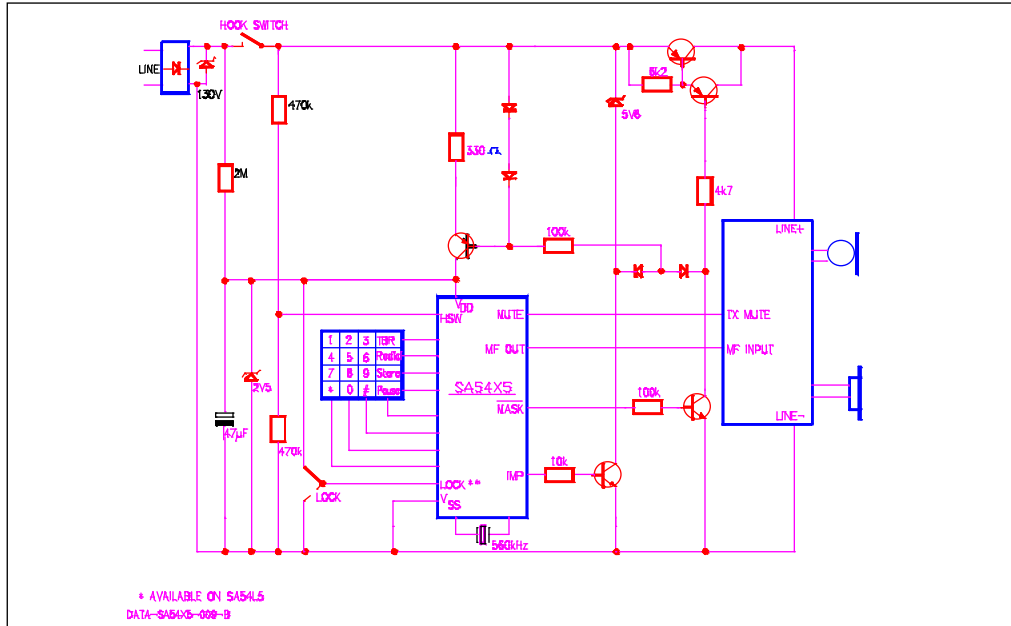 HOOK SWITCH
LINE
130V
470k
6k2
5V6
330 Ω
2M
4k7
LINE+
100k
VDD
HSW
MUTE
TX MUTE
1 2 3 TBR
4 5 6 Redial
7 8 9 Store
* 0 # Pause
MF OUT
MF INPUT
SA54X5
2V5
MASK
100k
LINE-
47µF
470k
10k
IMP
LOCK **
LOCK
VSS
560kHz
* AVAILABLE ON SA54L5
DATA-SA54X5-009-B